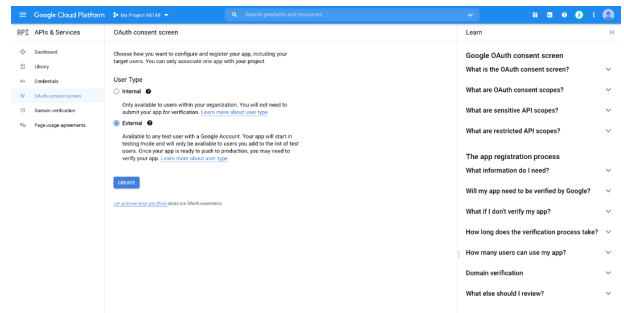 Google Cloud Platform
My Project 48149
Search products and resources
API APIs & Services
OAuth consent screen
Learn
Dashboard
Library
Credentials
OAuth consent screen
Domain verification
Page usage agreements
Choose how you want to configure and register your app, including your
target users. You can only associate one app with your project.
User Type
Internal
Only available to users within your organization. You will not need to
submit your app for verification. Learn more about user type
External
Available to any test user with a Google Account. Your app will start in
testing mode and will only be available to users you add to the list of test
users. Once your app is ready to push to production, you may need to
verify your app. Learn more about user type
CREATE
Let us know what you think about our OAuth experience
Google OAuth consent screen
What is the OAuth consent screen?
What are OAuth consent scopes?
What are sensitive API scopes?
What are restricted API scopes?
The app registration process
What information do I need?
Will my app need to be verified by Google?
What if I don't verify my app?
How long does the verification process take?
How many users can use my app?
Domain verification
What else should I review?